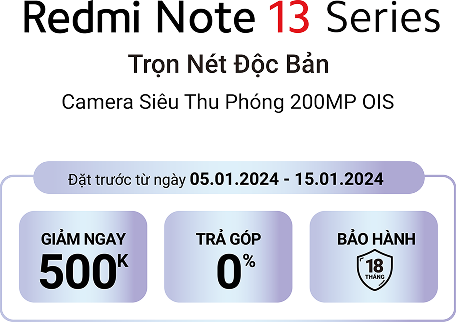 Redmi Note 13 Series
Trọn Nét Độc Bản
Camera Siêu Thu Phóng 200MP OIS
Đặt trước từ ngày 05.01.2024 - 15.01.2024
GIẢM NGAY
500K
TRẢ GÓP
0%
BẢO HÀNH
18
THÁNG